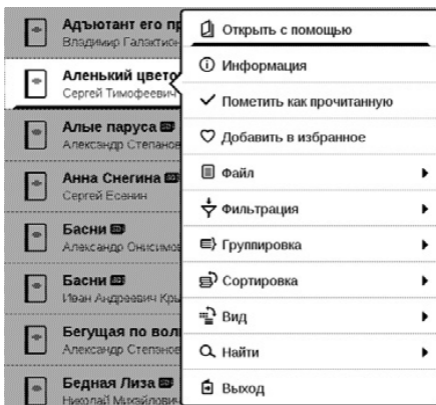 Адъютант его пр
Владимир Галактион
Аленький цвето
Сергей Тимофеевич
Алые паруса
Александр Степанов
Анна Снегина
Сергей Есенин
Басни
Александр Онисимов
Басни
Иван Андреевич Кры
Бегущая по вол
Александр Степанов
Бедная Лиза
Николай Михайлович
Открыть с помощью
Информация
Пометить как прочитанную
Добавить в избранное
Файл
Фильтрация
Группировка
Сортировка
Вид
Найти
Выход